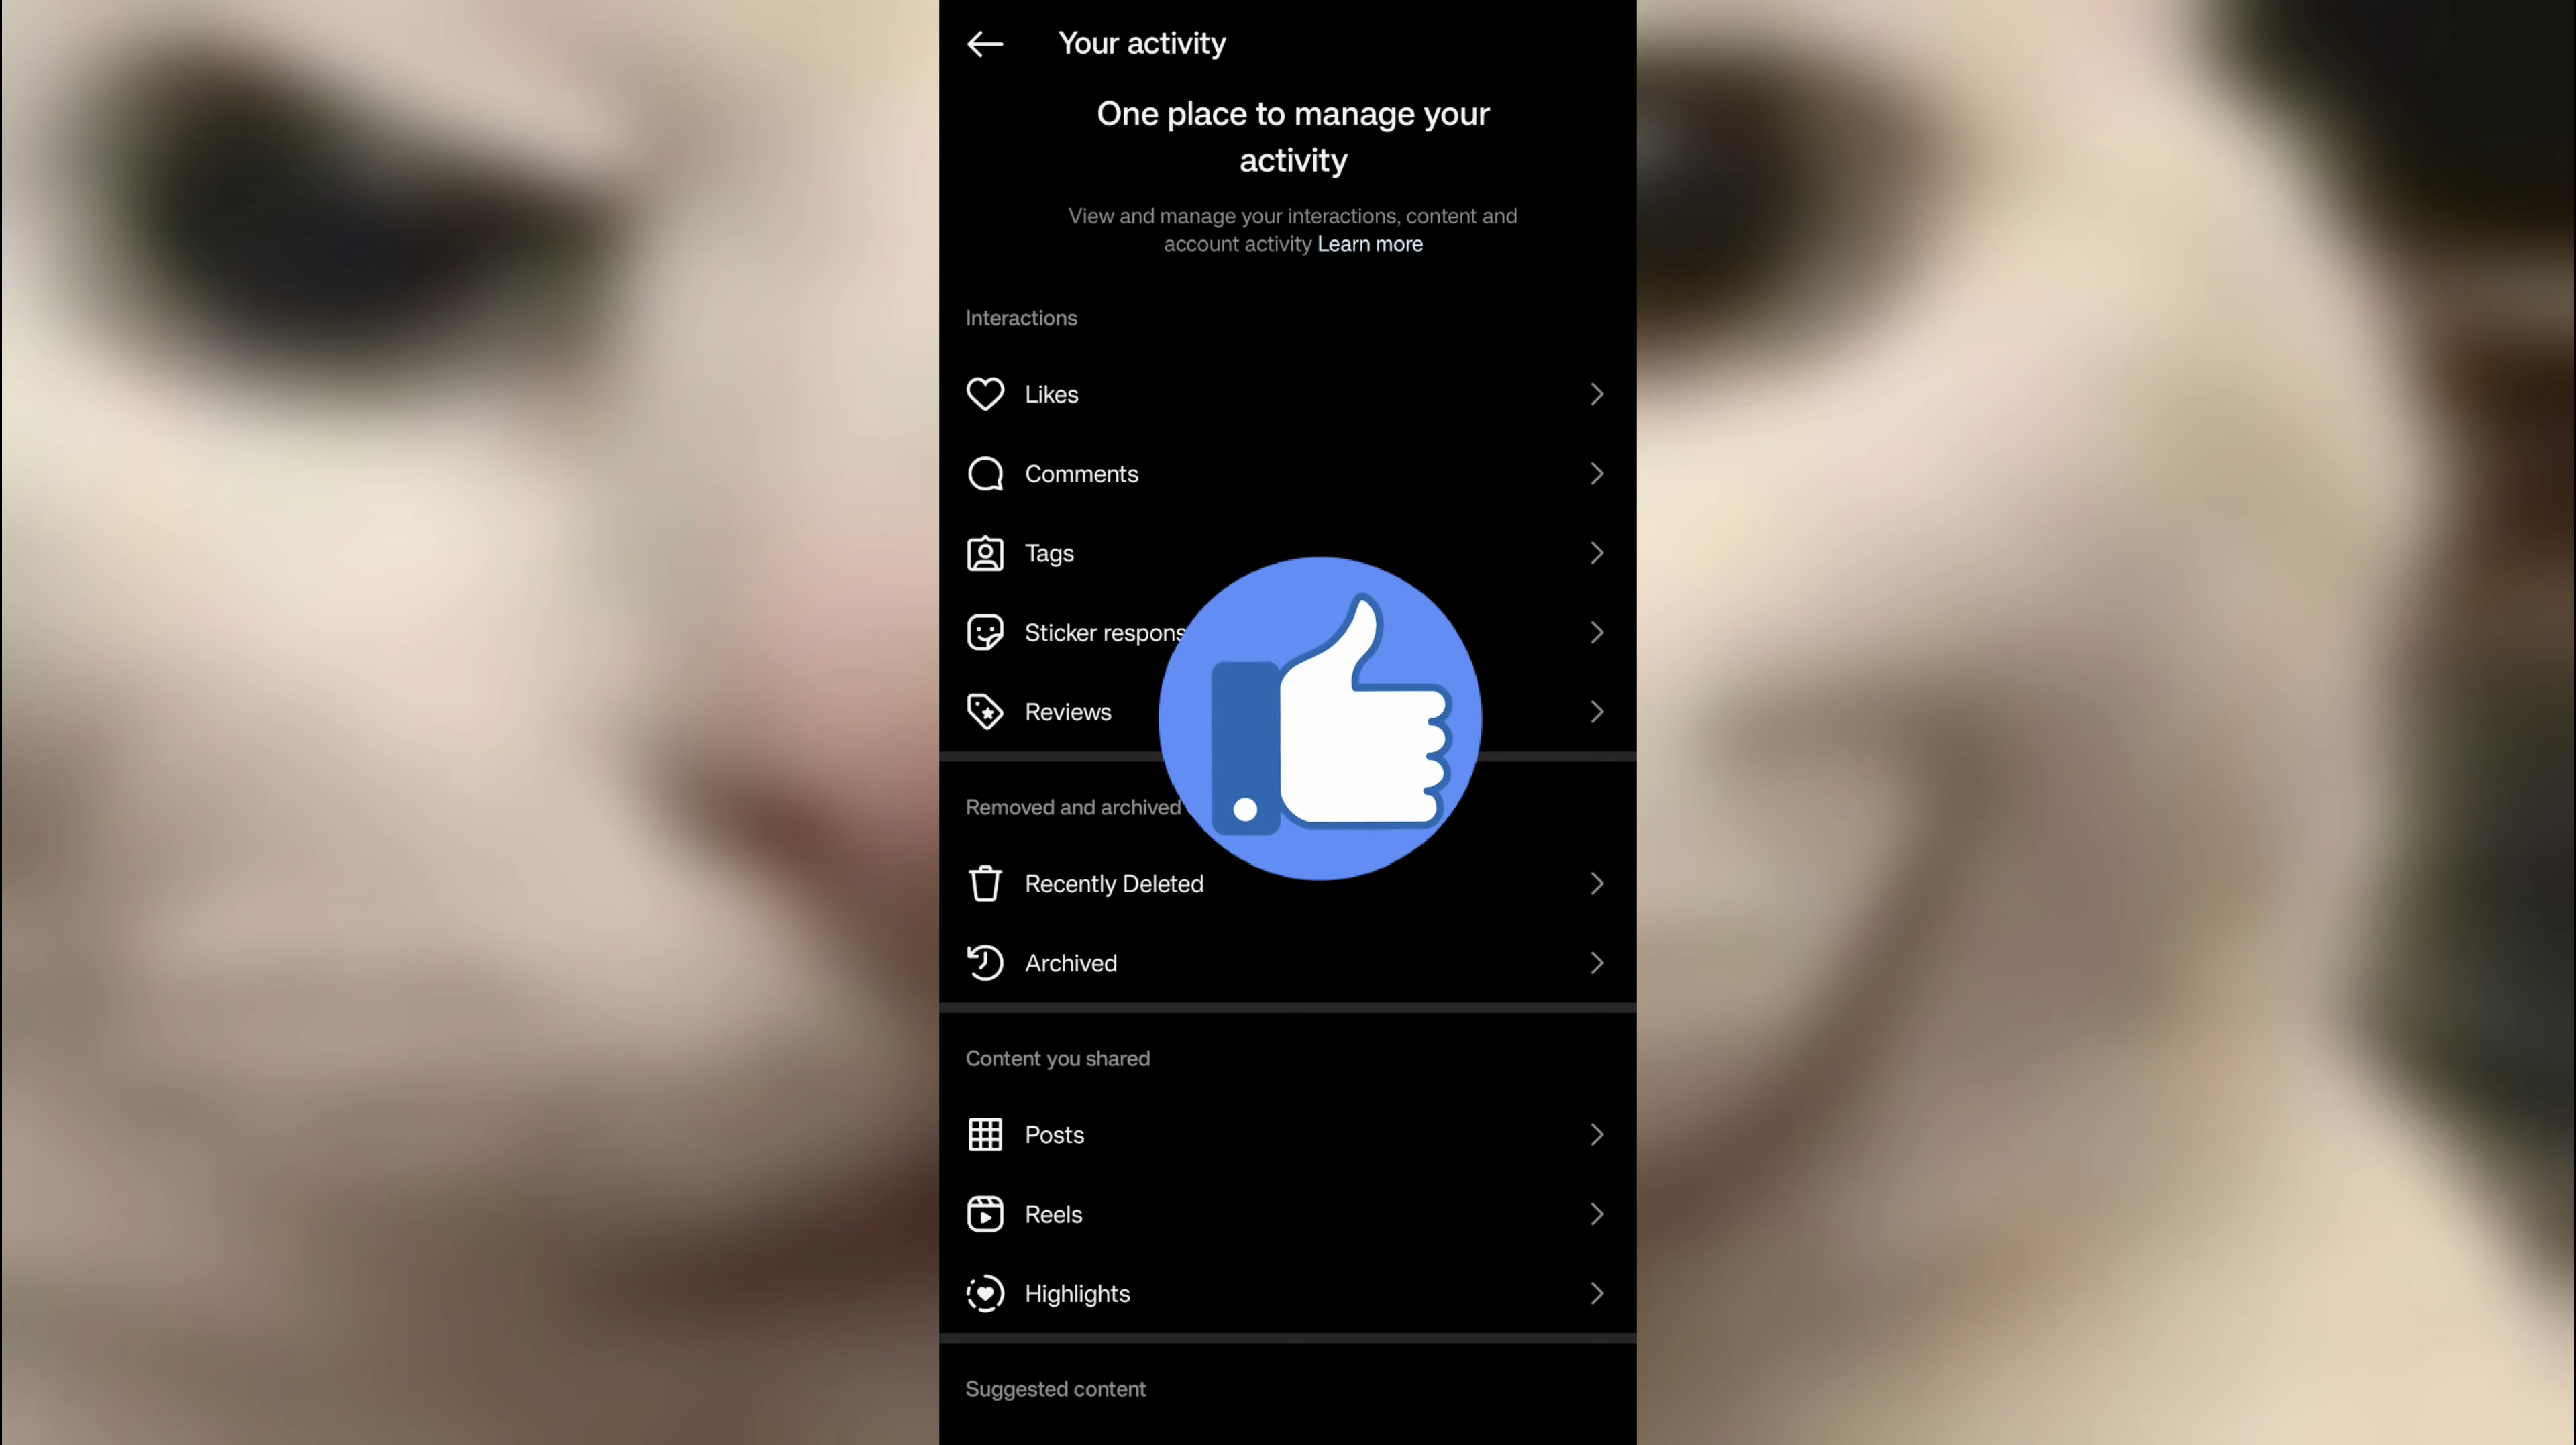 Your activity
One place to manage your
activity
View and manage your interactions, content and
account activity Learn more
Interactions
Likes
Comments
Tags
Sticker respons
Reviews
Removed and archived
Recently Deleted
Archived
Content you shared
Posts
Reels
Highlights
Suggested content